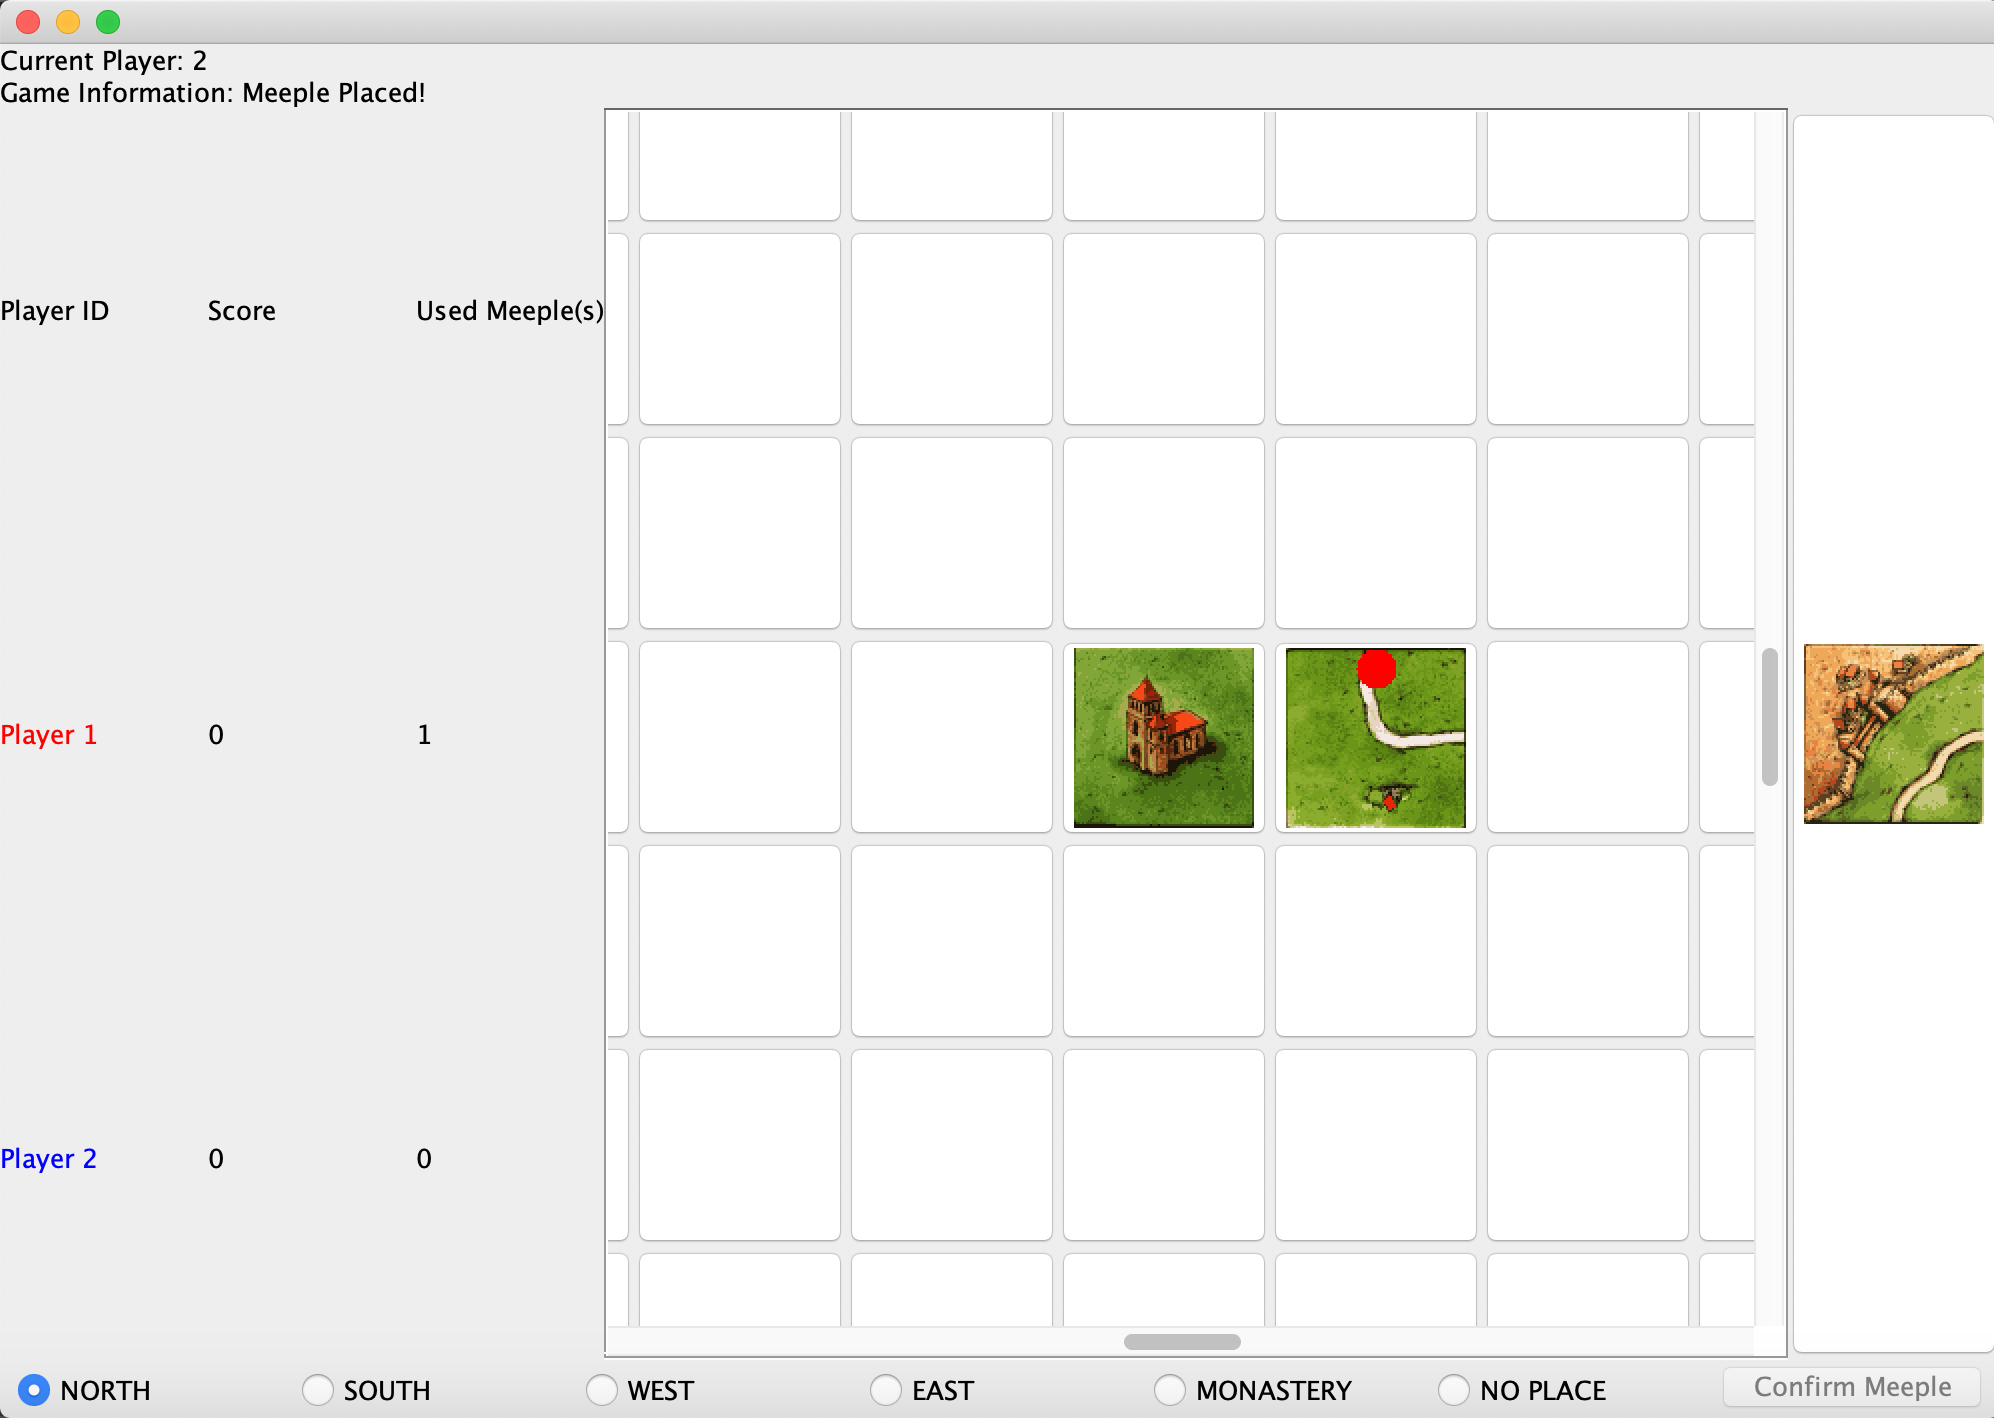 Current Player: 2
Game Information: Meeple Placed!
Player ID Score Used Meeple(s)
Player 1 0 1
Player 2 0 0
NORTH SOUTH WEST EAST MONASTERY NO PLACE Confirm Meeple